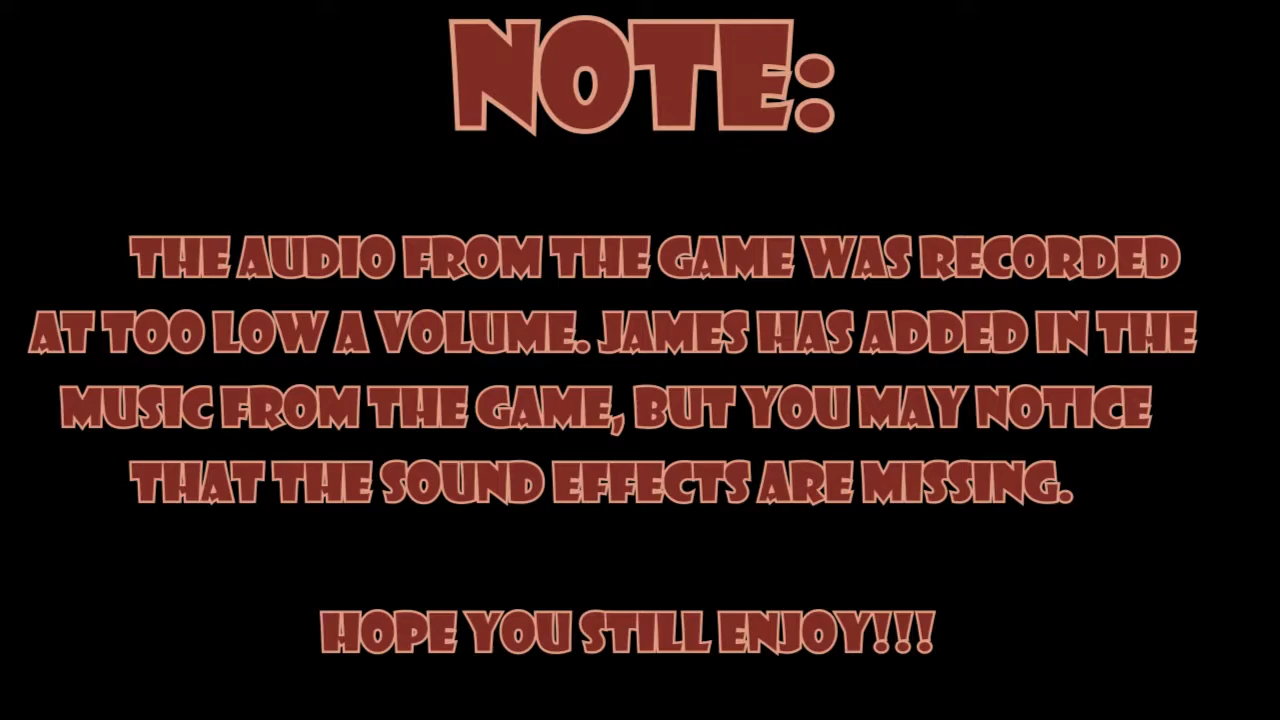 NOTE:
THE AUDIO FROM THE GAME WAS RECORDED
AT TOO LOW A VOLUME. JAMES HAS ADDED IN THE
MUSIC FROM THE GAME, BUT YOU MAY NOTICE
THAT THE SOUND EFFECTS ARE MISSING.
HOPE YOU STILL ENJOY!!!